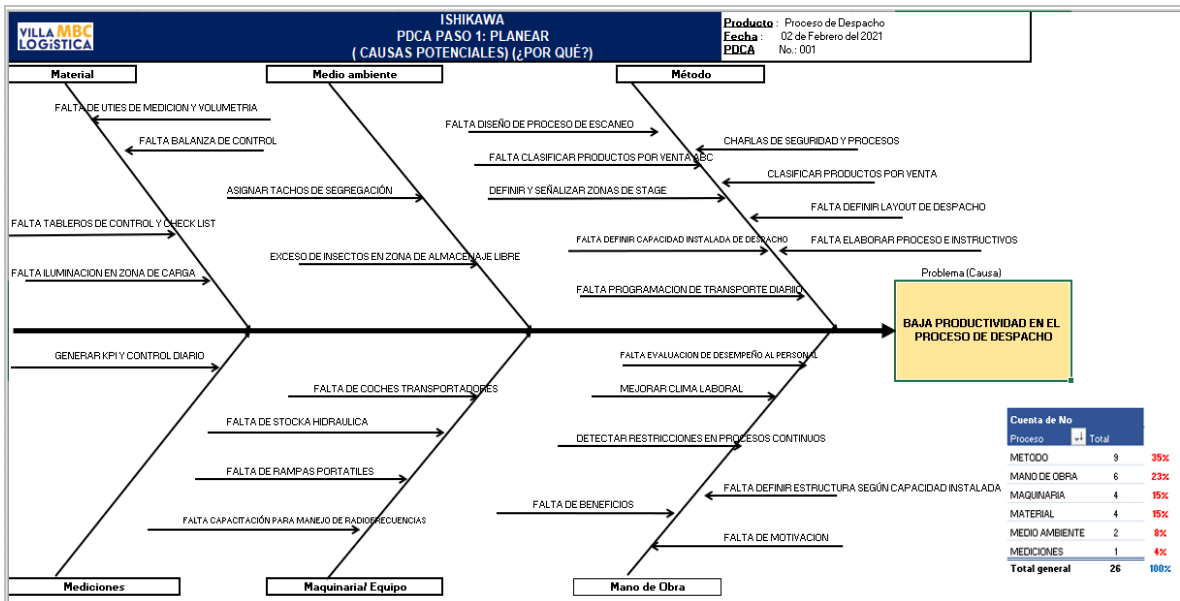 VILLA MBC
LOGÍSTICA
ISHIKAWA
PDCA PASO 1: PLANEAR
( CAUSAS POTENCIALES) (¿POR QUÉ?)
Producto : Proceso de Despacho
Fecha : 02 de Febrero del 2021
PDCA No.: 001
Material
Medio ambiente
Método
FALTA DE UTIES DE MEDICION Y VOLUMETRIA
FALTA BALANZA DE CONTROL
FALTA TABLEROS DE CONTROL Y CHECK LIST
FALTA ILUMINACION EN ZONA DE CARGA
ASIGNAR TACHOS DE SEGREGACIÓN
EXCESO DE INSECTOS EN ZONA DE ALMACENAJE LIBRE
FALTA DISEÑO DE PROCESO DE ESCANEO
FALTA CLASIFICAR PRODUCTOS POR VENTA ABC
DEFINIR Y SEÑALIZAR ZONAS DE STAGE
FALTA DEFINIR CAPACIDAD INSTALADA DE DESPACHO
FALTA PROGRAMACION DE TRANSPORTE DIARIIO
CHARLAS DE SEGURIDAD Y PROCESOS
CLASIFICAR PRODUCTOS POR VENTA
FALTA DEFINIR LAYOUT DE DESPACHO
FALTA ELABORAR PROCESO E INSTRUCTIVOS
Problema (Causa)
BAJA PRODUCTIVIDAD EN EL
PROCESO DE DESPACHO
GENERAR KPI Y CONTROL DIARIO
FALTA DE COCHES TRANSPORTADORES
FALTA DE STOCKA HIDRAULICA
FALTA DE RAMPAS PORTATILES
FALTA CAPACITACIÓN PARA MANEJO DE RADIOFRECUENCIAS
FALTA EVALUACION DE DESEMPEÑO AL PERSONAL
MEJORAR CLIMA LABORAL
DETECTAR RESTRICCIONES EN PROCESOS CONTINUOS
FALTA DEFINIR ESTRUCTURA SEGÚN CAPACIDAD INSTALADA
FALTA DE BENEFICIOS
FALTA DE MOTIVACION
Mediciones
Maquinaria/ Equipo
Mano de Obra
Cuenta de No
Proceso Total
METODO 9 35%
MANO DE OBRA 6 23%
MAQUINARIA 4 15%
MATERIAL 4 15%
MEDIO AMBIENTE 2 8%
MEDICIONES 1 4%
Total general 26 100%